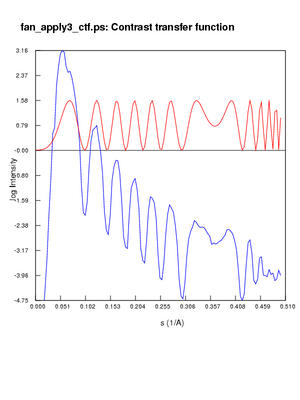 fan_apply3_ctf.ps: Contrast transfer function
3.16
2.37
1.58
0.79
-0.00
-0.80
-1.59
-2.38
-3.17
-3.96
-4.75
log Intensity
0.000 0.051 0.102 0.153 0.204 0.255 0.306 0.357 0.408 0.459 0.510
s (1/A)